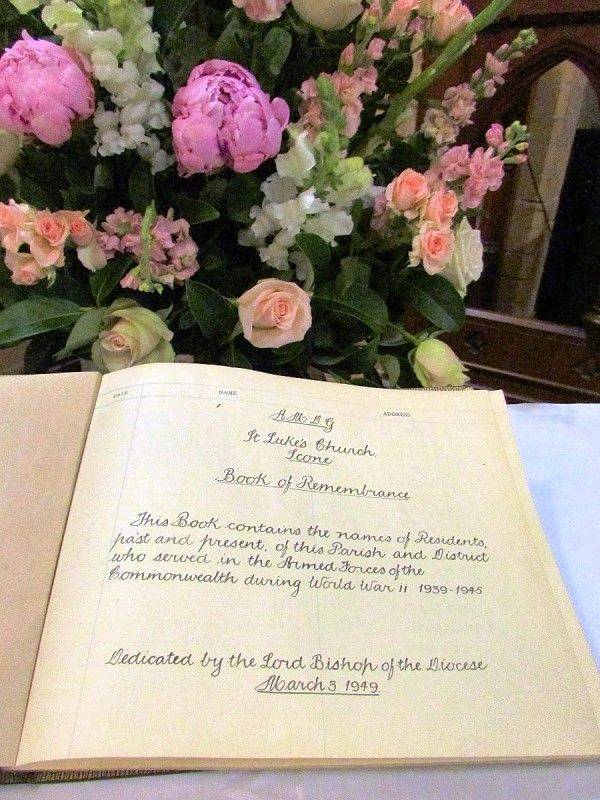 DATE NAME ADDRESS
A M D G
St Luke's Church,
Scone
Book of Remembrance
This Book contains the names of Residents,
past and present, of this Parish and District
who served in the Armed Forces of the
Commonwealth during World War II 1939-1945
Dedicated by the Lord Bishop of the Diocese
March 3 1949.